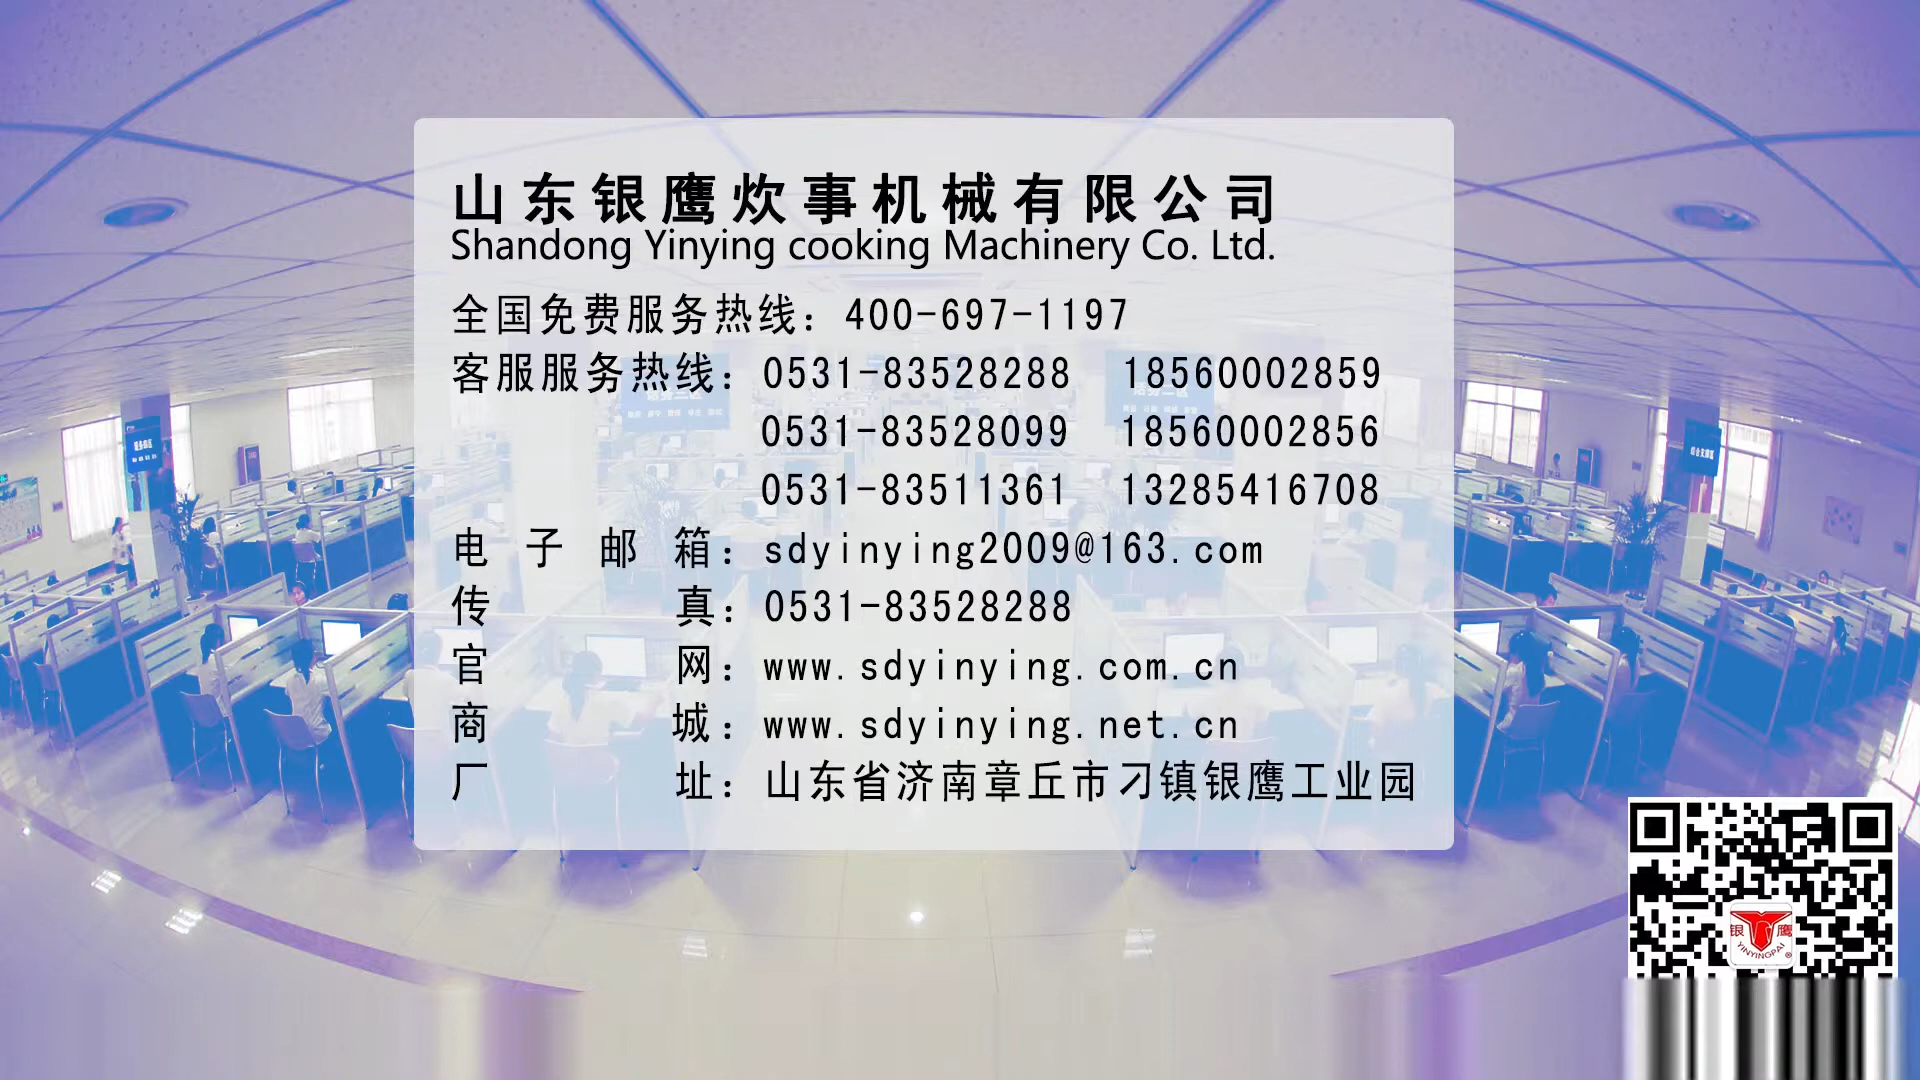 山东银鹰炊事机械有限公司
Shandong Yinying cooking Machinery Co. Ltd.
全国免费服务热线：400-697-1197
客服服务热线：0531-83528288 18560002859
0531-83528099 18560002856
0531-83511361 13285416708
电子邮箱：sdyinying2009@163.com
传真：0531-83528288
官网：www.sdyinying.com.cn
商城：www.sdyinying.net.cn
厂址：山东省济南章丘市刁镇银鹰工业园
银鹰
YINYINGPAI
®